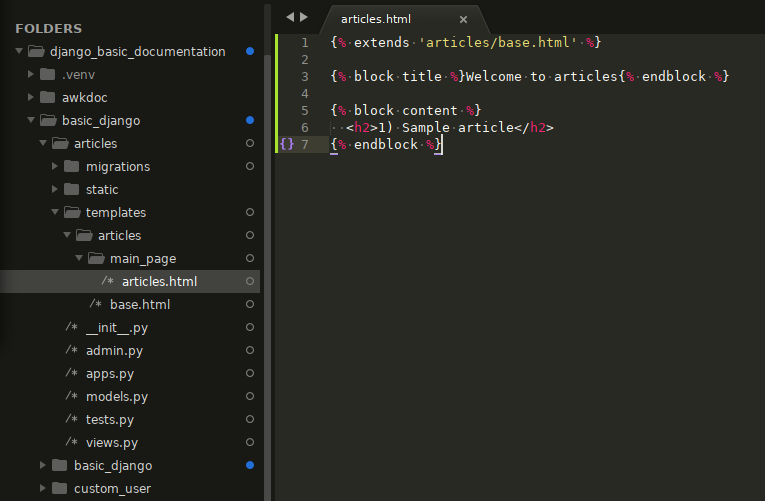 FOLDERS
django_basic_documentation
.venv
awkdoc
basic_django
articles
migrations
static
templates
articles
main_page
/* articles.html
/* base.html
/* __init__.py
/* admin.py
/* apps.py
/* models.py
/* tests.py
/* views.py
basic_django
custom_user
articles.html ×
1 {% extends 'articles/base.html' %}
2
3 {% block title %}Welcome to articles{% endblock %}
4
5 {% block content %}
6   <h2>1) Sample article</h2>
{} 7 {% endblock %}